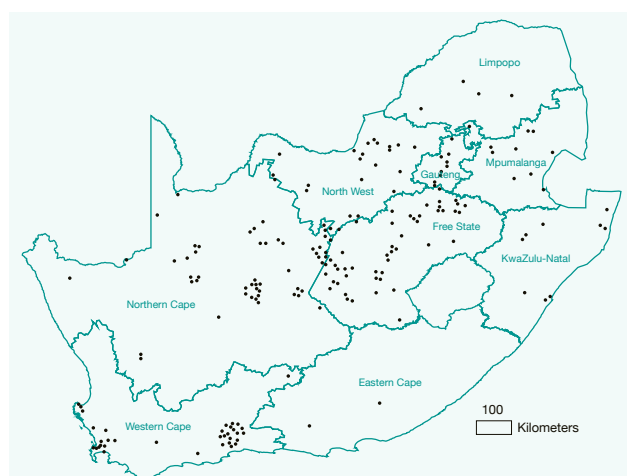 Limpopo
Mpumalanga
Gauteng
North West
Free State
KwaZulu-Natal
Northern Cape
Eastern Cape
Western Cape
100
Kilometers